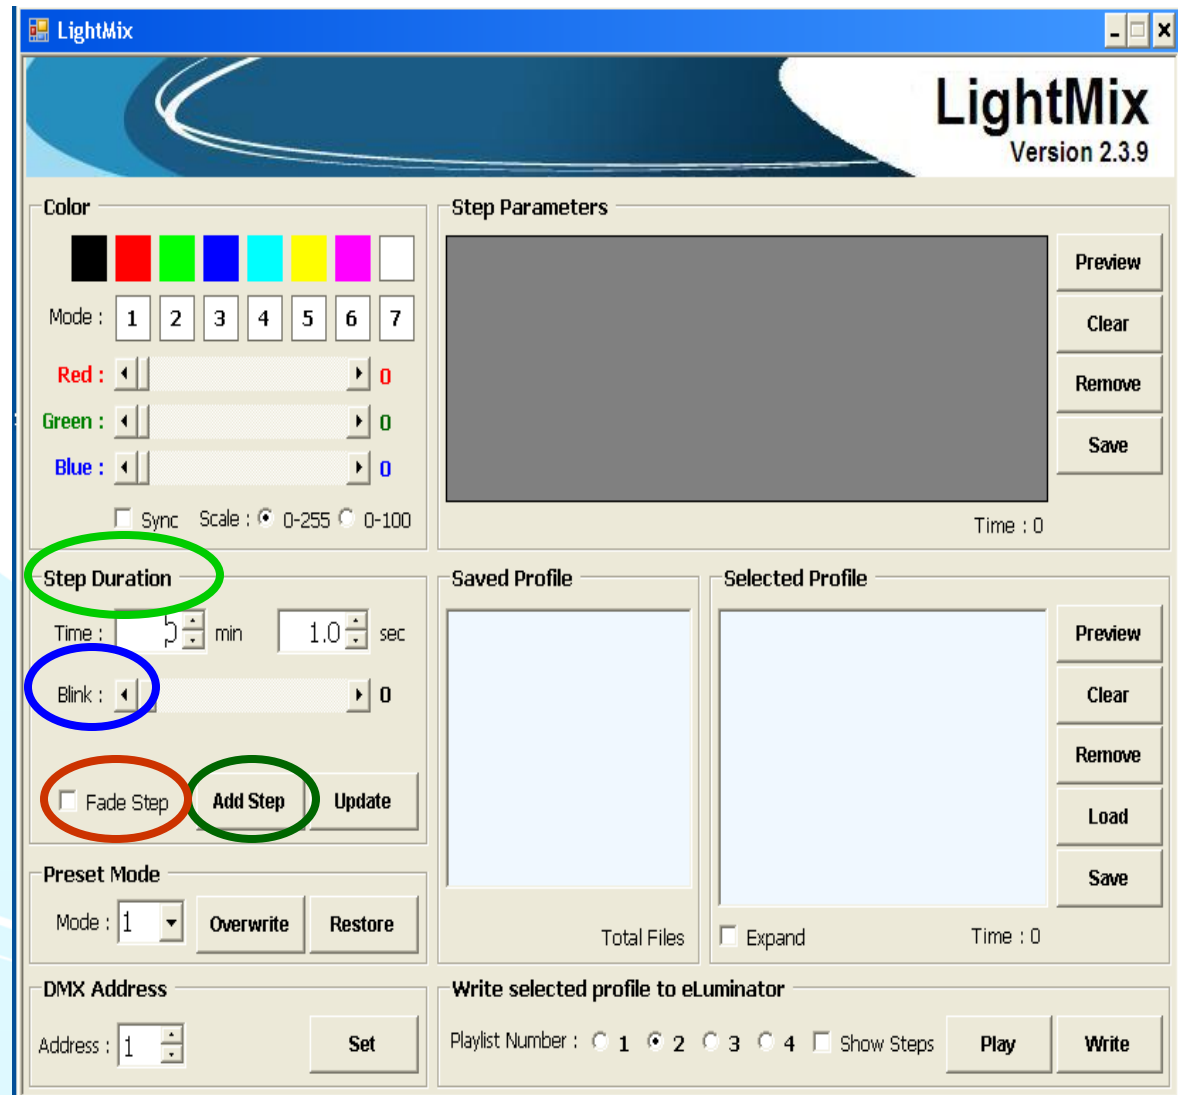 LightMix
LightMix
Version 2.3.9
Color
Mode : 1 2 3 4 5 6 7
Red : 0
Green : 0
Blue : 0
Sync Scale : 0-255 0-100
Step Parameters
Preview
Clear
Remove
Save
Time : 0
Step Duration
Time : min 1.0 sec
Blink : 0
Fade Step Add Step Update
Saved Profile
Total Files
Selected Profile
Preview
Clear
Remove
Load
Save
Expand Time : 0
Preset Mode
Mode : 1 Overwrite Restore
DMX Address
Address : 1 Set
Write selected profile to eLuminator
Playlist Number : 1 2 3 4 Show Steps Play Write